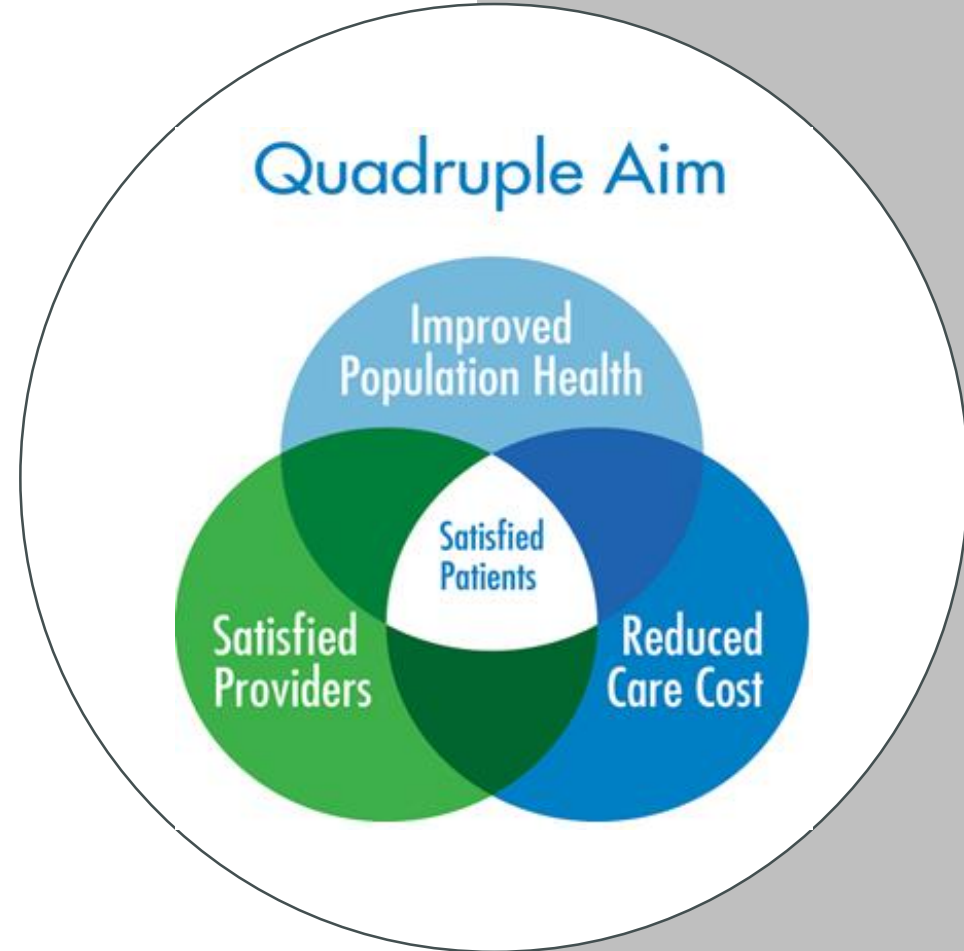 Quadruple Aim
Improved
Population Health
Satisfied
Patients
Satisfied
Providers
Reduced
Care Cost